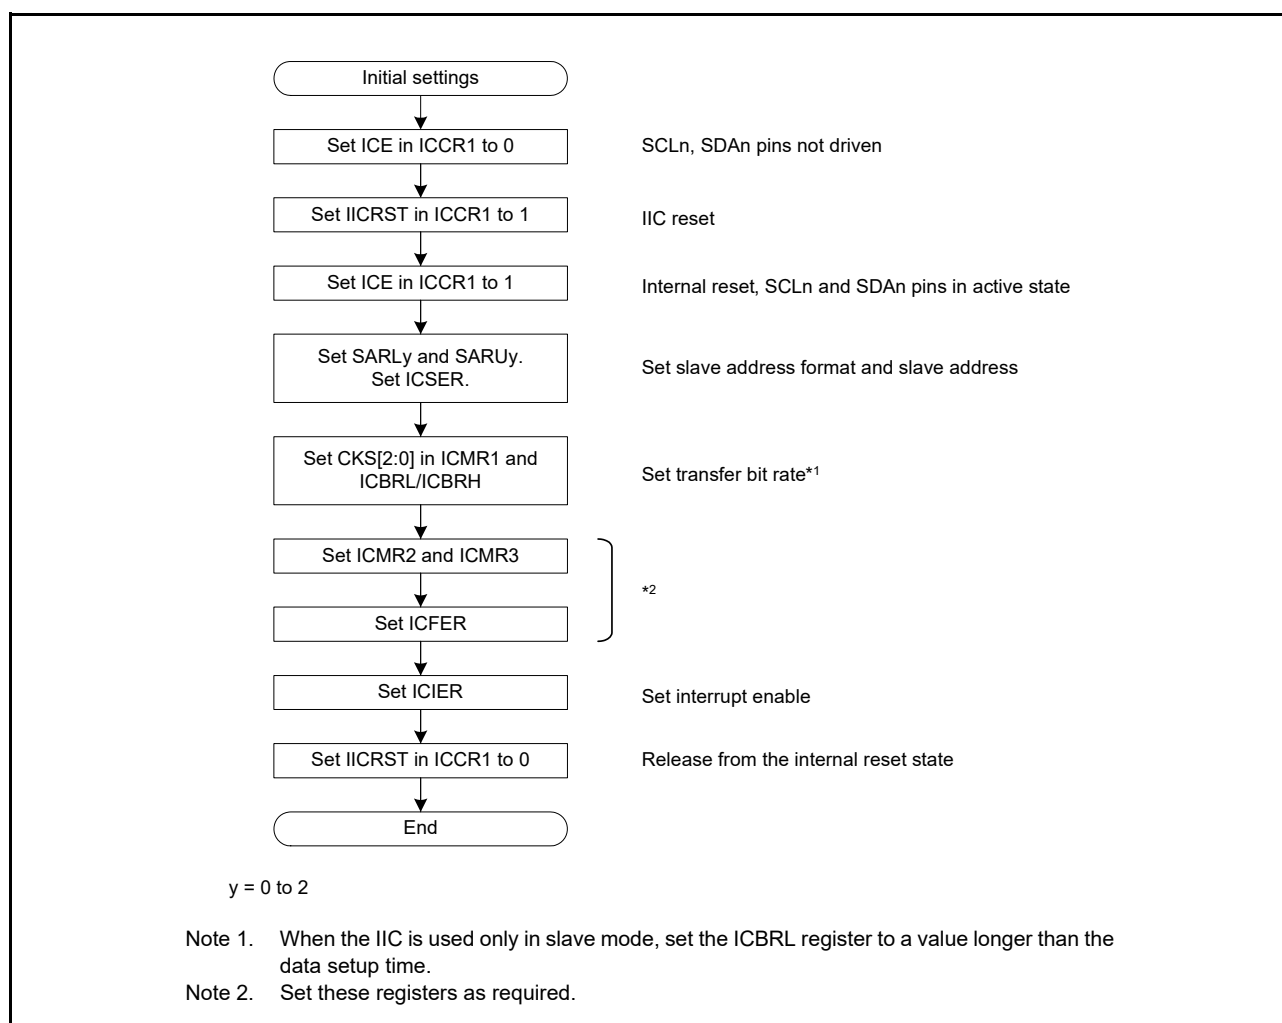 Initial settings
Set ICE in ICCR1 to 0
SCLn, SDAn pins not driven
Set IICRST in ICCR1 to 1
IIC reset
Set ICE in ICCR1 to 1
Internal reset, SCLn and SDAn pins in active state
Set SARLy and SARUy.
Set ICSER.
Set slave address format and slave address
Set CKS[2:0] in ICMR1 and
ICBRL/ICBRH
Set transfer bit rate*1
Set ICMR2 and ICMR3
*2
Set ICFER
Set ICIER
Set interrupt enable
Set IICRST in ICCR1 to 0
Release from the internal reset state
End
y = 0 to 2
Note 1. When the IIC is used only in slave mode, set the ICBRL register to a value longer than the
data setup time.
Note 2. Set these registers as required.